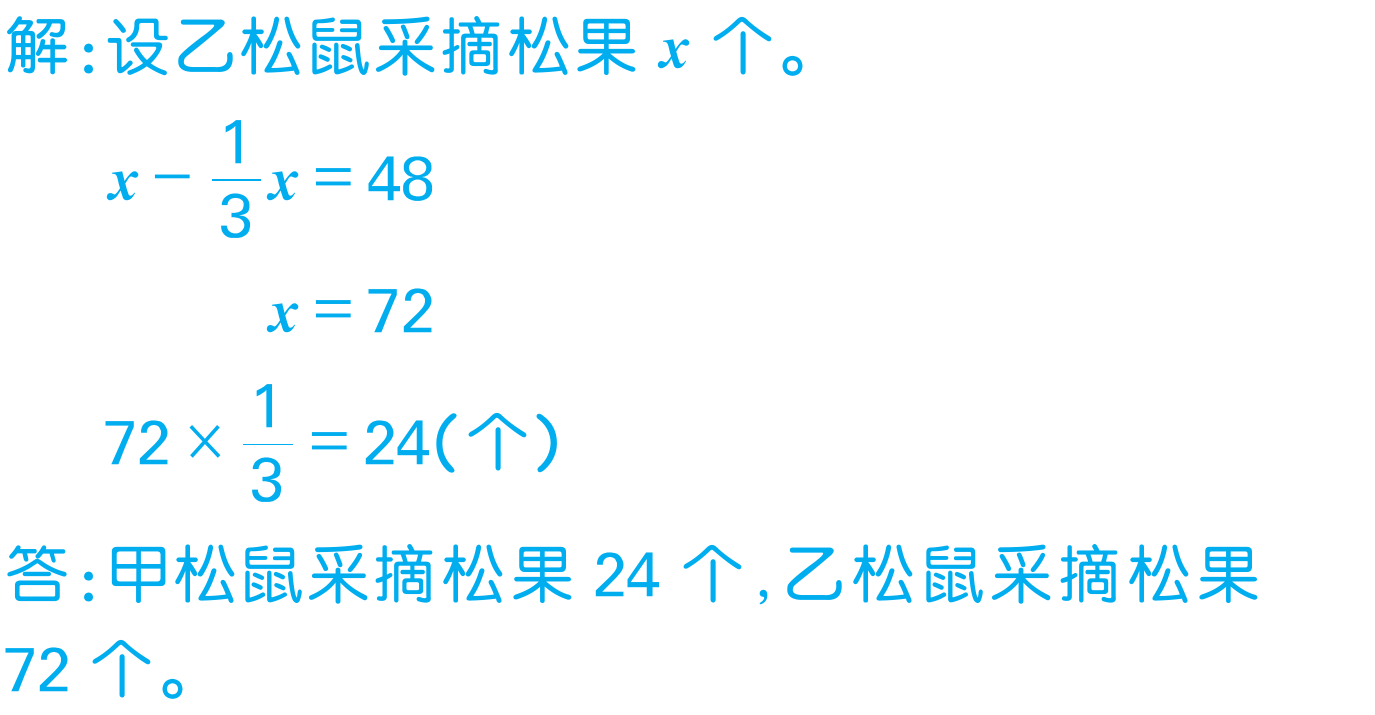 解:设乙松鼠采摘松果 x 个。
x − 1/3 x = 48
x = 72
72 × 1/3 = 24(个)
答:甲松鼠采摘松果 24 个,乙松鼠采摘松果
72 个。